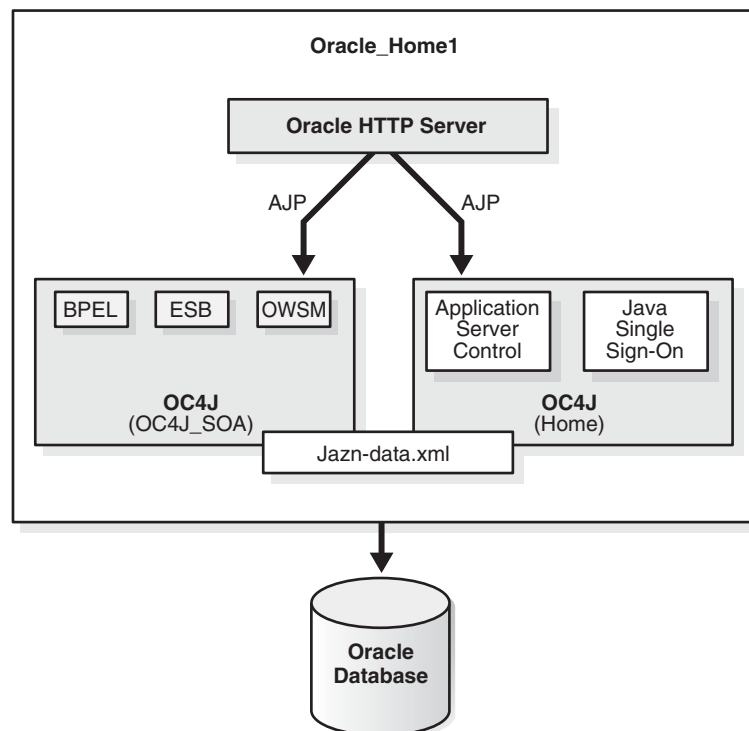 Oracle_Home1
Oracle HTTP Server
AJP
AJP
BPEL
ESB
OWSM
OC4J
(OC4J_SOA)
Application
Server
Control
Java
Single
Sign-On
OC4J
(Home)
Jazn-data.xml
Oracle
Database